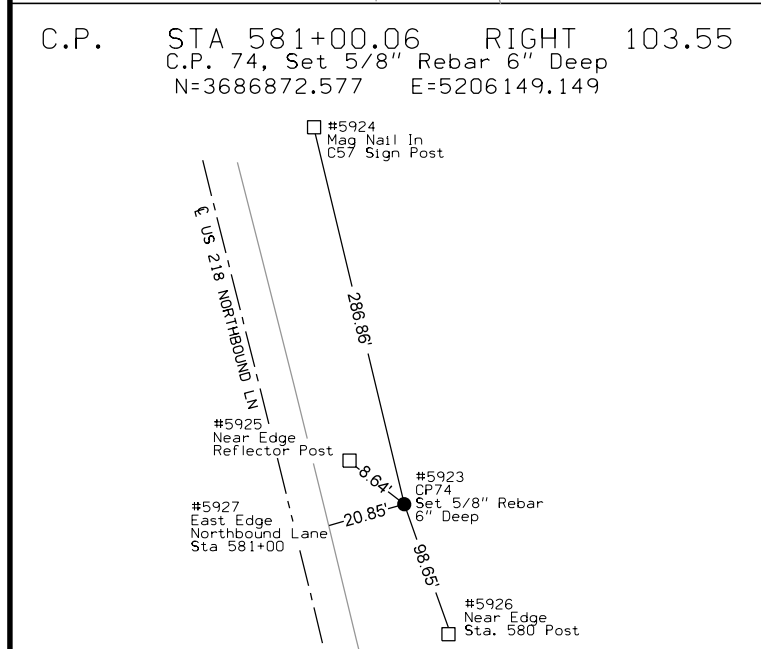 C.P. STA 581+00.06 RIGHT 103.55
C.P. 74, Set 5/8" Rebar 6" Deep
N=3686872.577 E=5206149.149
#5924
Mag Nail In
C57 Sign Post
℄ US 218 NORTHBOUND LN
286.86'
#5925
Near Edge
Reflector Post
8.64'
#5923
CP74
Set 5/8" Rebar
6" Deep
#5927
East Edge
Northbound Lane
Sta 581+00
20.85'
98.65'
#5926
Near Edge
Sta. 580 Post